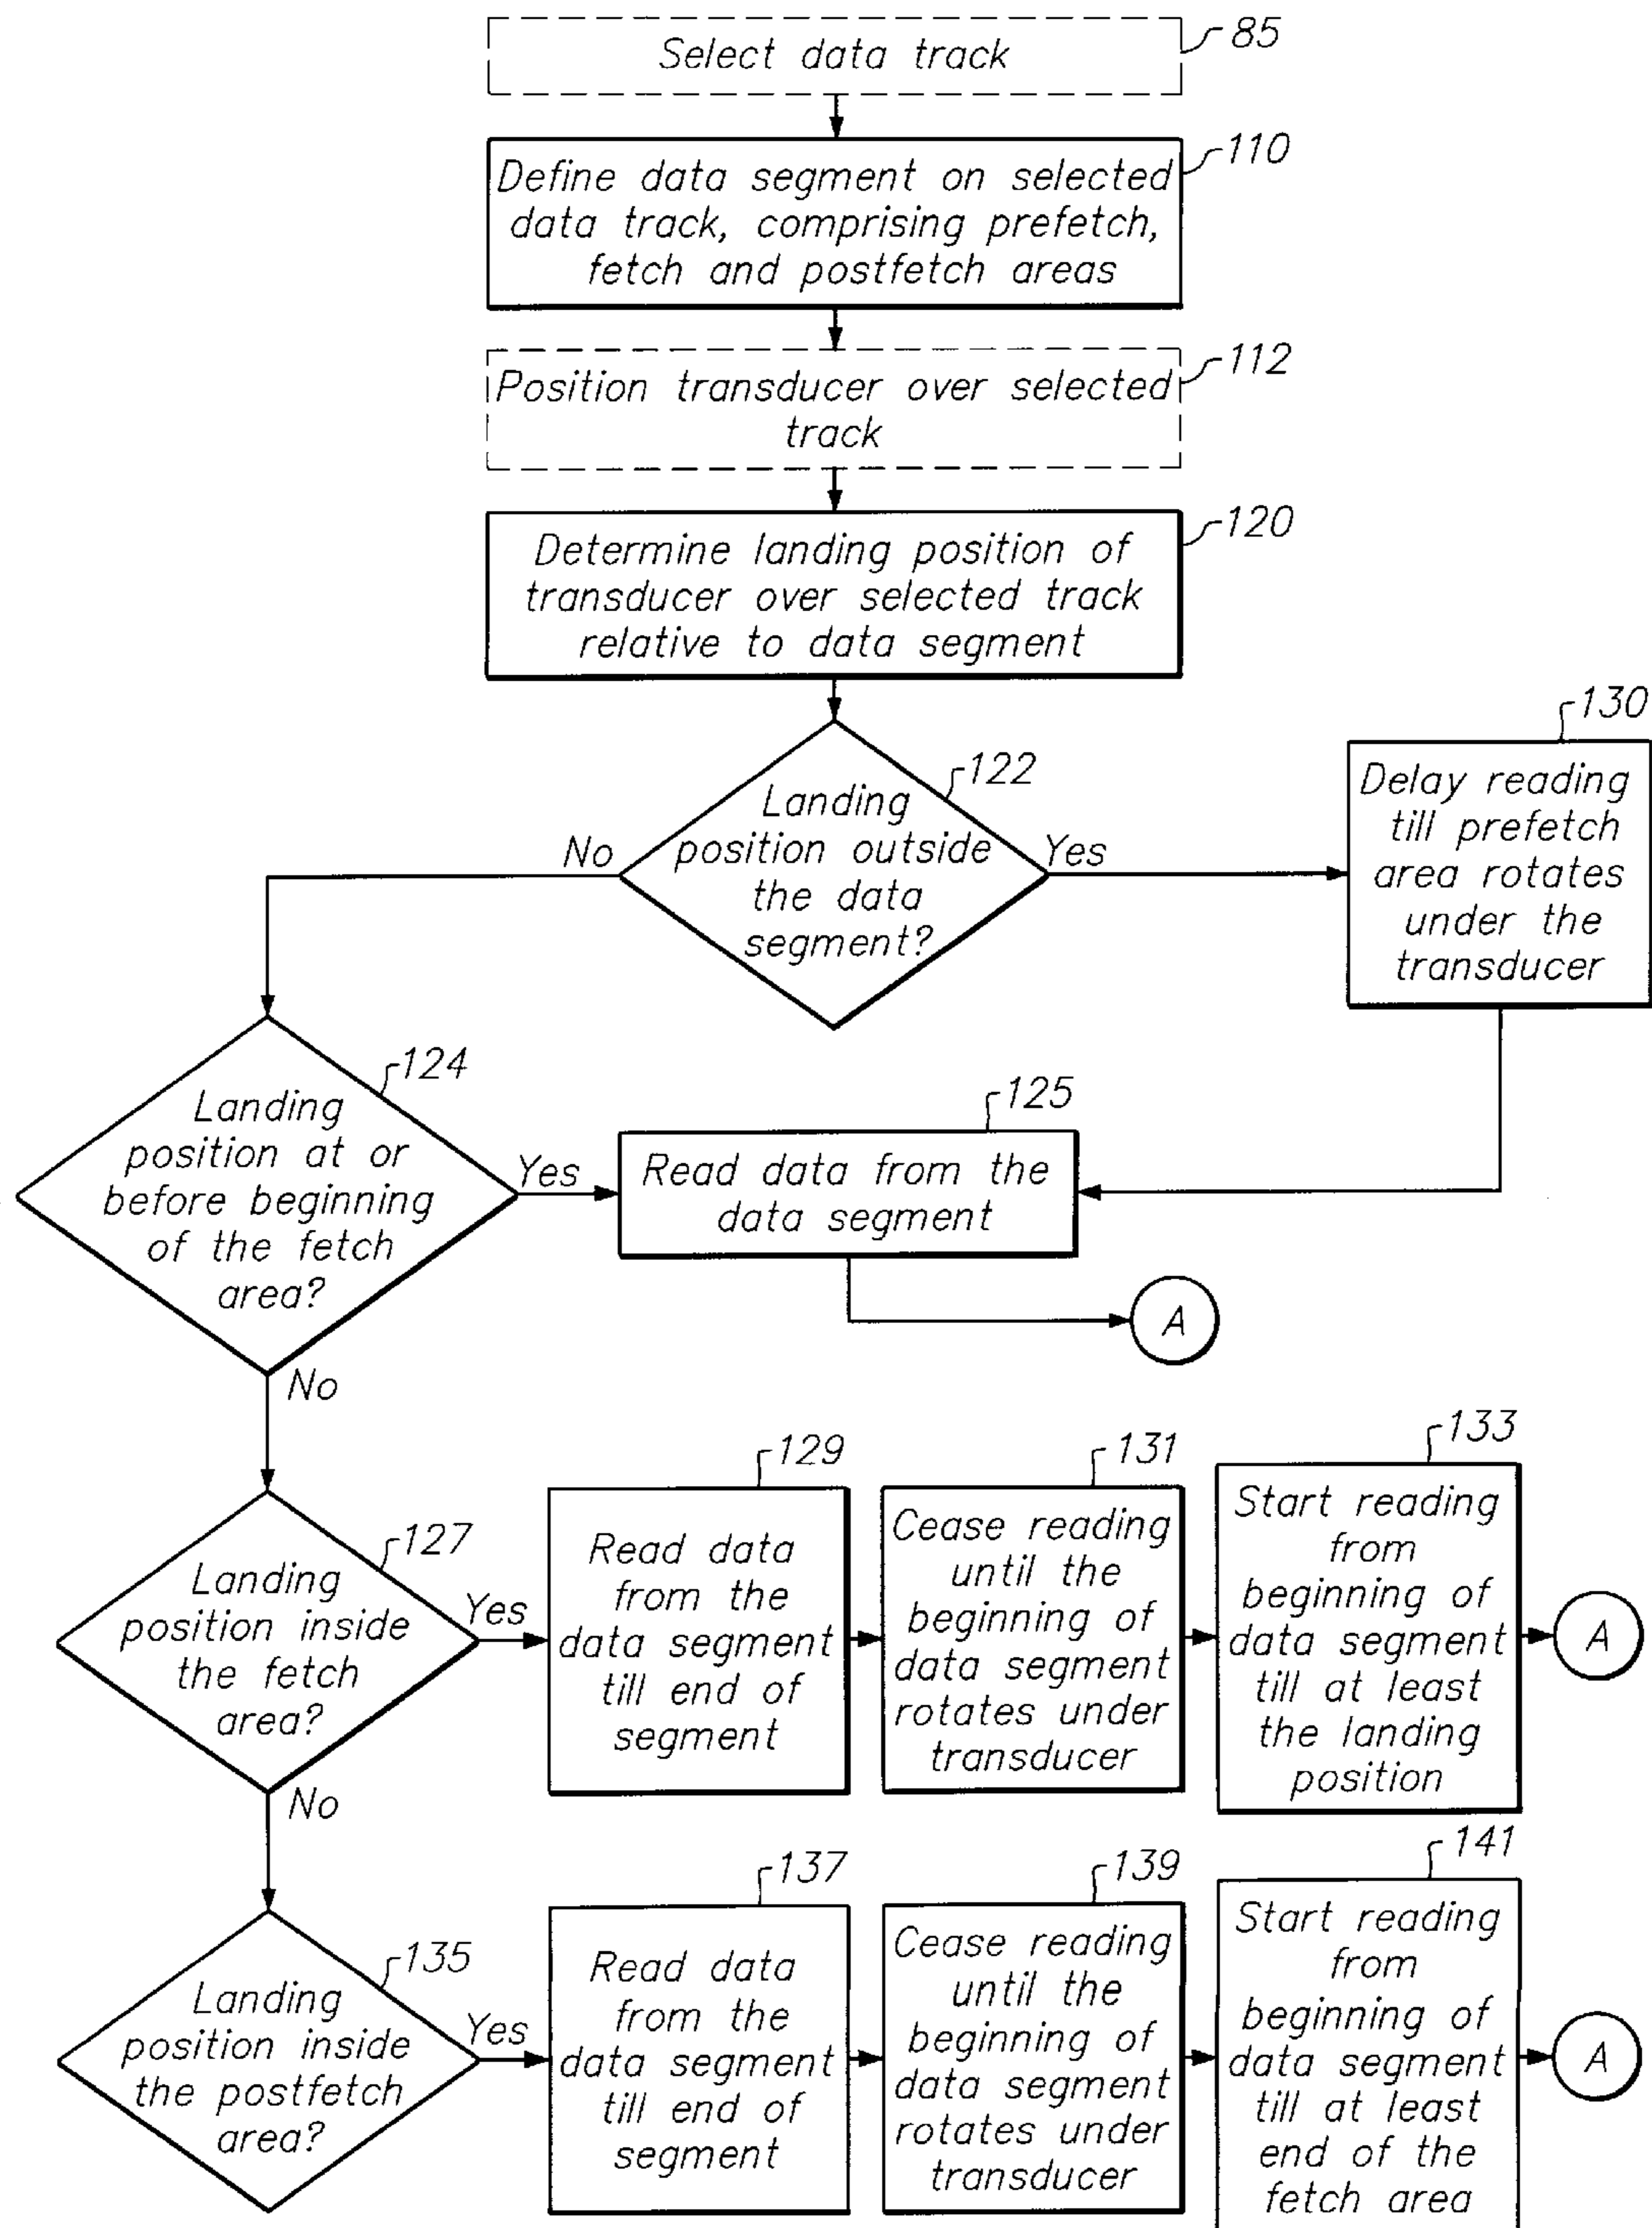 Select data track
85
Define data segment on selected
data track, comprising prefetch,
fetch and postfetch areas
110
Position transducer over selected
track
112
Determine landing position of
transducer over selected track
relative to data segment
120
Landing
position outside
the data
segment?
122
No
Yes
Delay reading
till prefetch
area rotates
under the
transducer
130
Landing
position at or
before beginning
of the fetch
area?
124
Yes
No
Read data from the
data segment
125
A
Landing
position inside
the fetch
area?
127
Yes
No
Read data
from the
data segment
till end of
segment
129
Cease reading
until the
beginning of
data segment
rotates under
transducer
131
Start reading
from
beginning of
data segment
till at least
the landing
position
133
A
Landing
position inside
the postfetch
area?
135
Yes
Read data
from the
data segment
till end of
segment
137
Cease reading
until the
beginning of
data segment
rotates under
transducer
139
Start reading
from
beginning of
data segment
till at least
end of the
fetch area
141
A